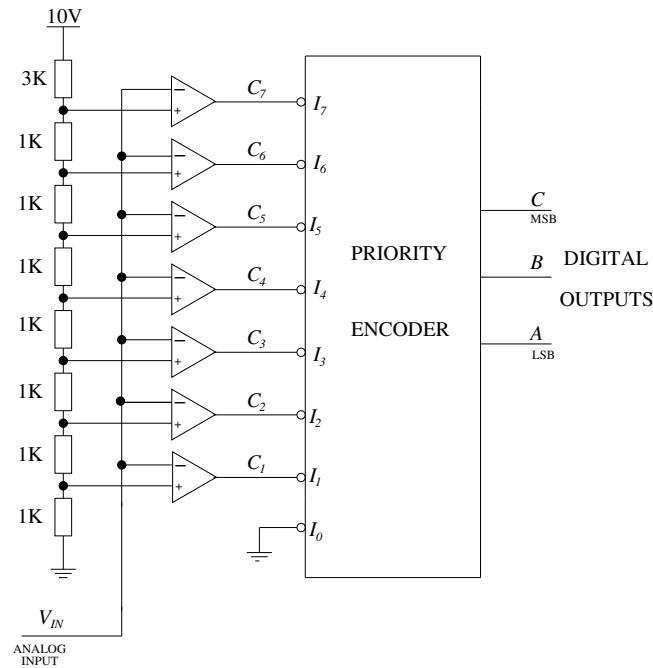 10V
3K
1K
1K
1K
1K
1K
1K
1K
− + C7 I7
− + C6 I6
− + C5 I5
− + C4 I4
− + C3 I3
− + C2 I2
− + C1 I1
I0
PRIORITY
ENCODER
C
MSB
B
A
LSB
DIGITAL
OUTPUTS
VIN
ANALOG
INPUT